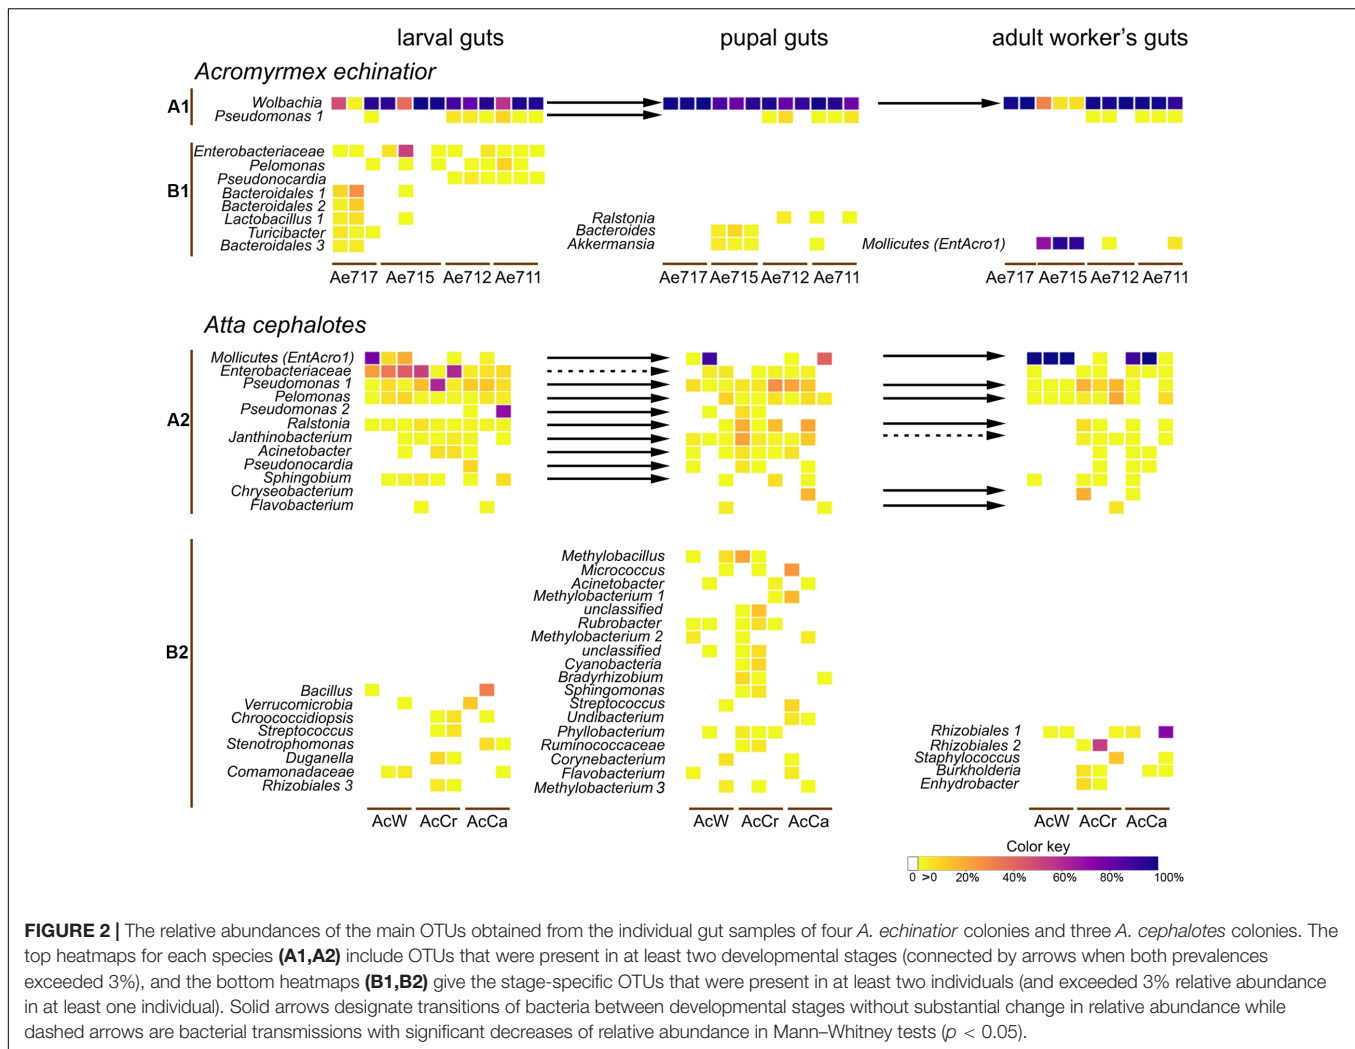 larval guts
pupal guts
adult worker's guts
Acromyrmex echinatior
A1
Wolbachia
Pseudomonas 1
B1
Enterobacteriaceae
Pelomonas
Pseudonocardia
Bacteroidales 1
Bacteroidales 2
Lactobacillus 1
Turicibacter
Bacteroidales 3
Ralstonia
Bacteroides
Akkermansia
Mollicutes (EntAcro1)
Ae717 Ae715 Ae712 Ae711
Ae717 Ae715 Ae712 Ae711
Ae717 Ae715 Ae712 Ae711
Atta cephalotes
A2
Mollicutes (EntAcro1)
Enterobacteriaceae
Pseudomonas 1
Pelomonas
Pseudomonas 2
Ralstonia
Janthinobacterium
Acinetobacter
Pseudonocardia
Sphingobium
Chryseobacterium
Flavobacterium
B2
Bacillus
Verrucomicrobia
Chroococcidiopsis
Streptococcus
Stenotrophomonas
Duganella
Comamonadaceae
Rhizobiales 3
Methylobacillus
Micrococcus
Acinetobacter
Methylobacterium 1
unclassified
Rubrobacter
Methylobacterium 2
unclassified
Cyanobacteria
Bradyrhizobium
Sphingomonas
Streptococcus
Undibacterium
Phyllobacterium
Ruminococcaceae
Corynebacterium
Flavobacterium
Methylobacterium 3
Rhizobiales 1
Rhizobiales 2
Staphylococcus
Burkholderia
Enhydrobacter
AcW AcCr AcCa
AcW AcCr AcCa
AcW AcCr AcCa
Color key
0 >0 20% 40% 60% 80% 100%
FIGURE 2 | The relative abundances of the main OTUs obtained from the individual gut samples of four A. echinatior colonies and three A. cephalotes colonies. The
top heatmaps for each species (A1,A2) include OTUs that were present in at least two developmental stages (connected by arrows when both prevalences
exceeded 3%), and the bottom heatmaps (B1,B2) give the stage-specific OTUs that were present in at least two individuals (and exceeded 3% relative abundance
in at least one individual). Solid arrows designate transitions of bacteria between developmental stages without substantial change in relative abundance while
dashed arrows are bacterial transmissions with significant decreases of relative abundance in Mann–Whitney tests (p < 0.05).